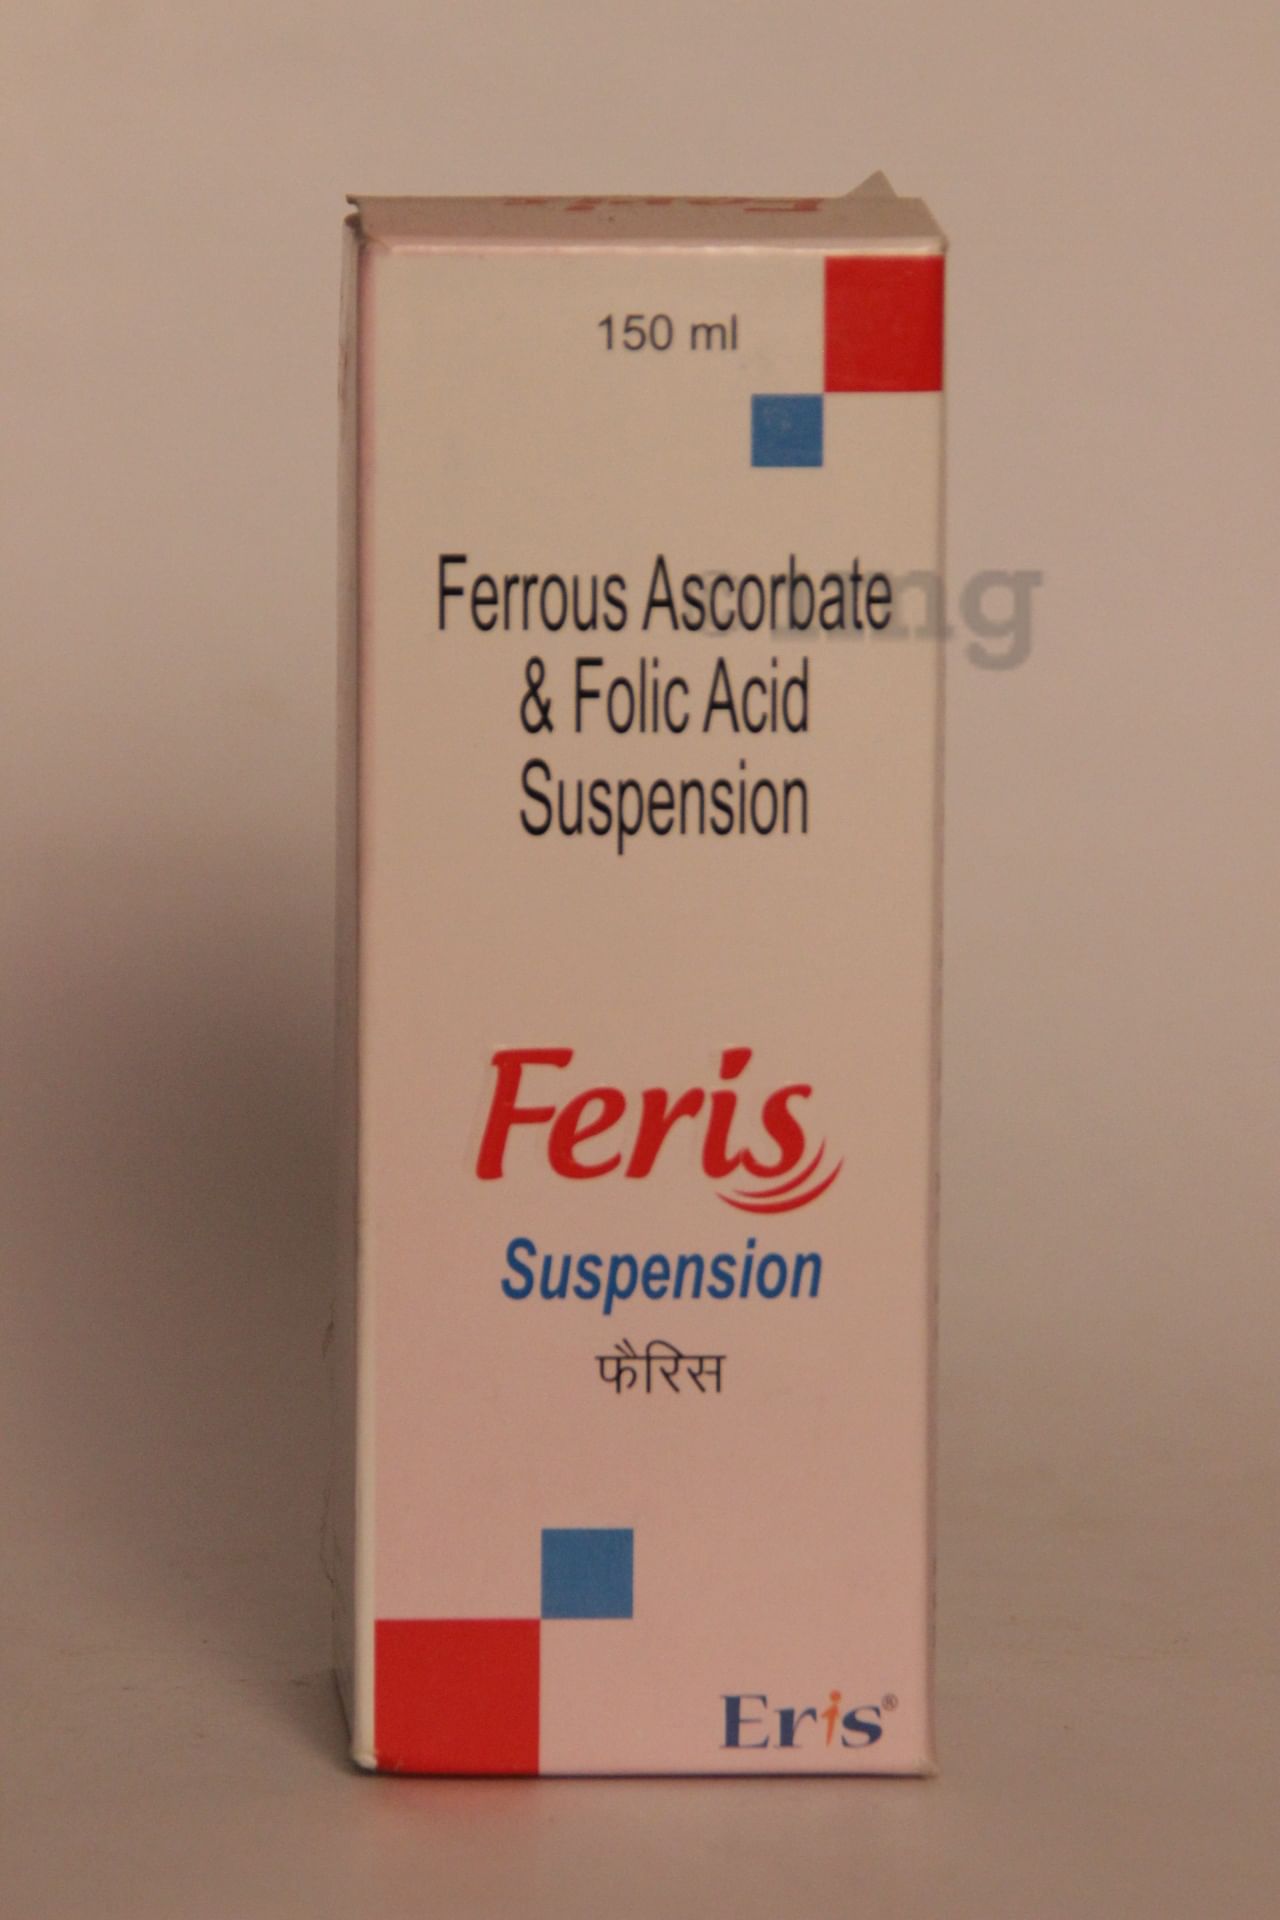 150 ml
Ferrous Ascorbate
& Folic Acid
Suspension
Feris
Suspension
फैरिस
Eris®